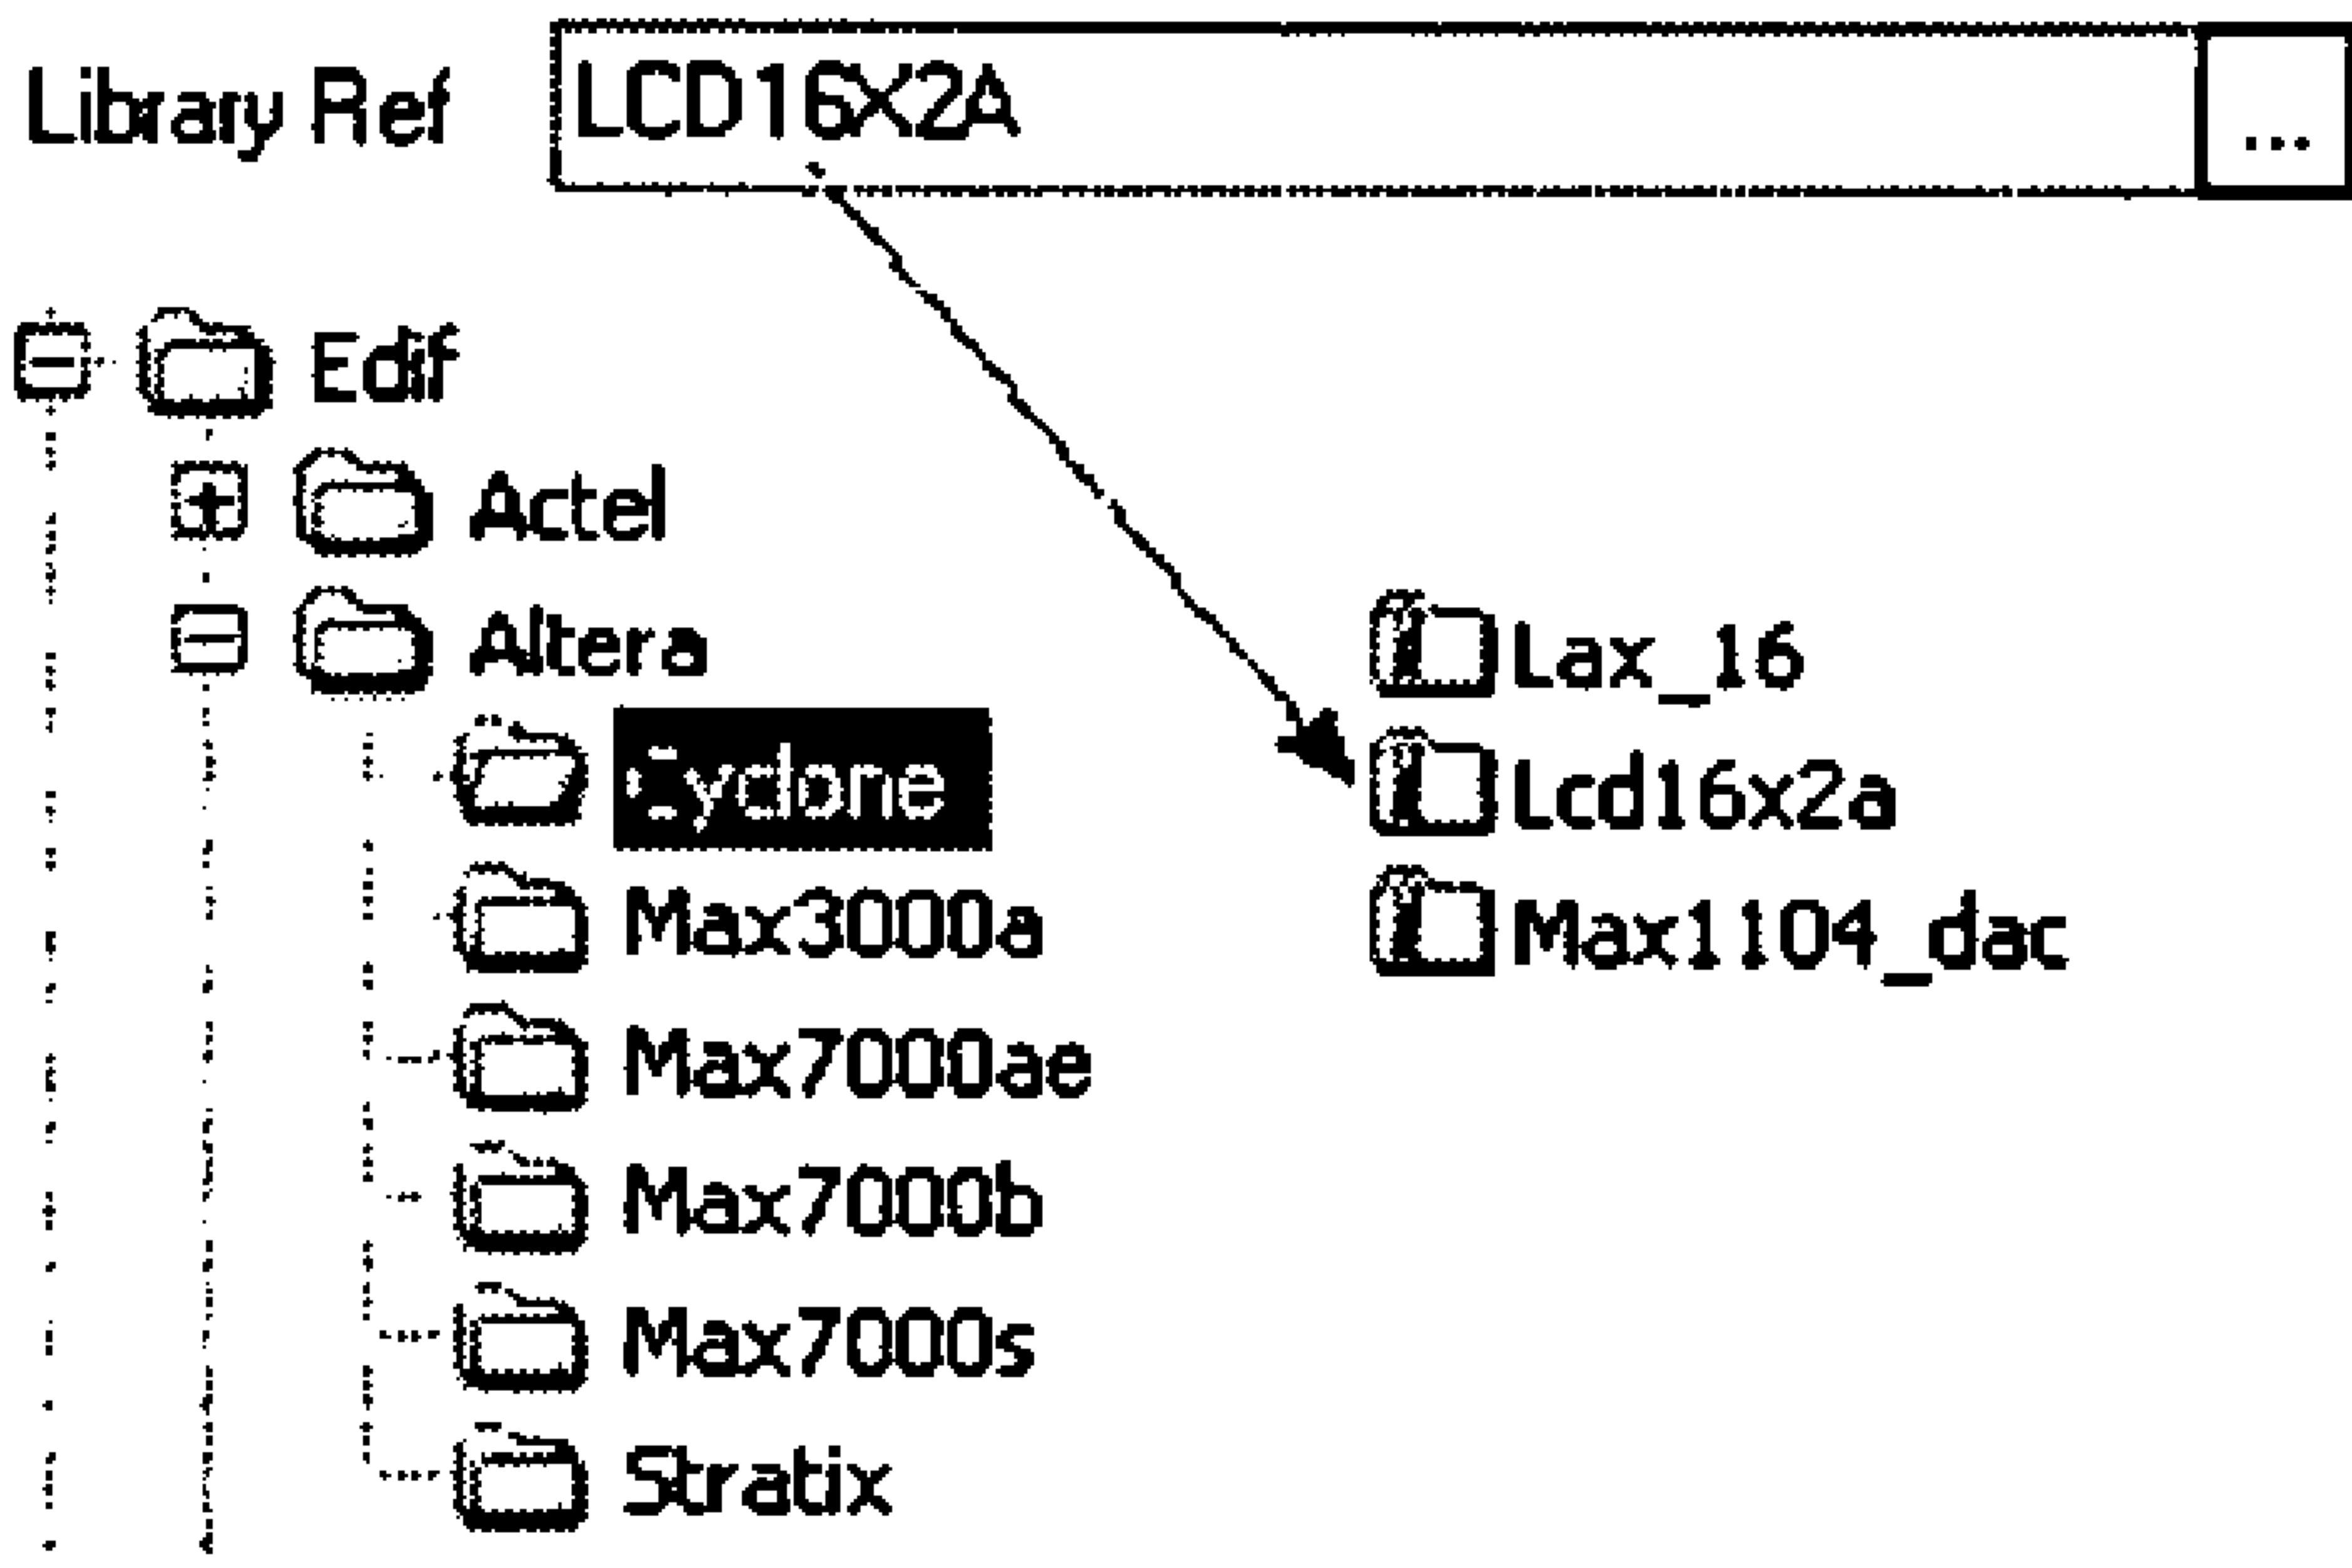 Library Ref LCD16X2A ...
Edif
Actel
Altera
Cyclone
Max3000a
Max7000ae
Max7000b
Max7000s
Stratix
Lax_16
Lcd16x2a
Max1104_dac